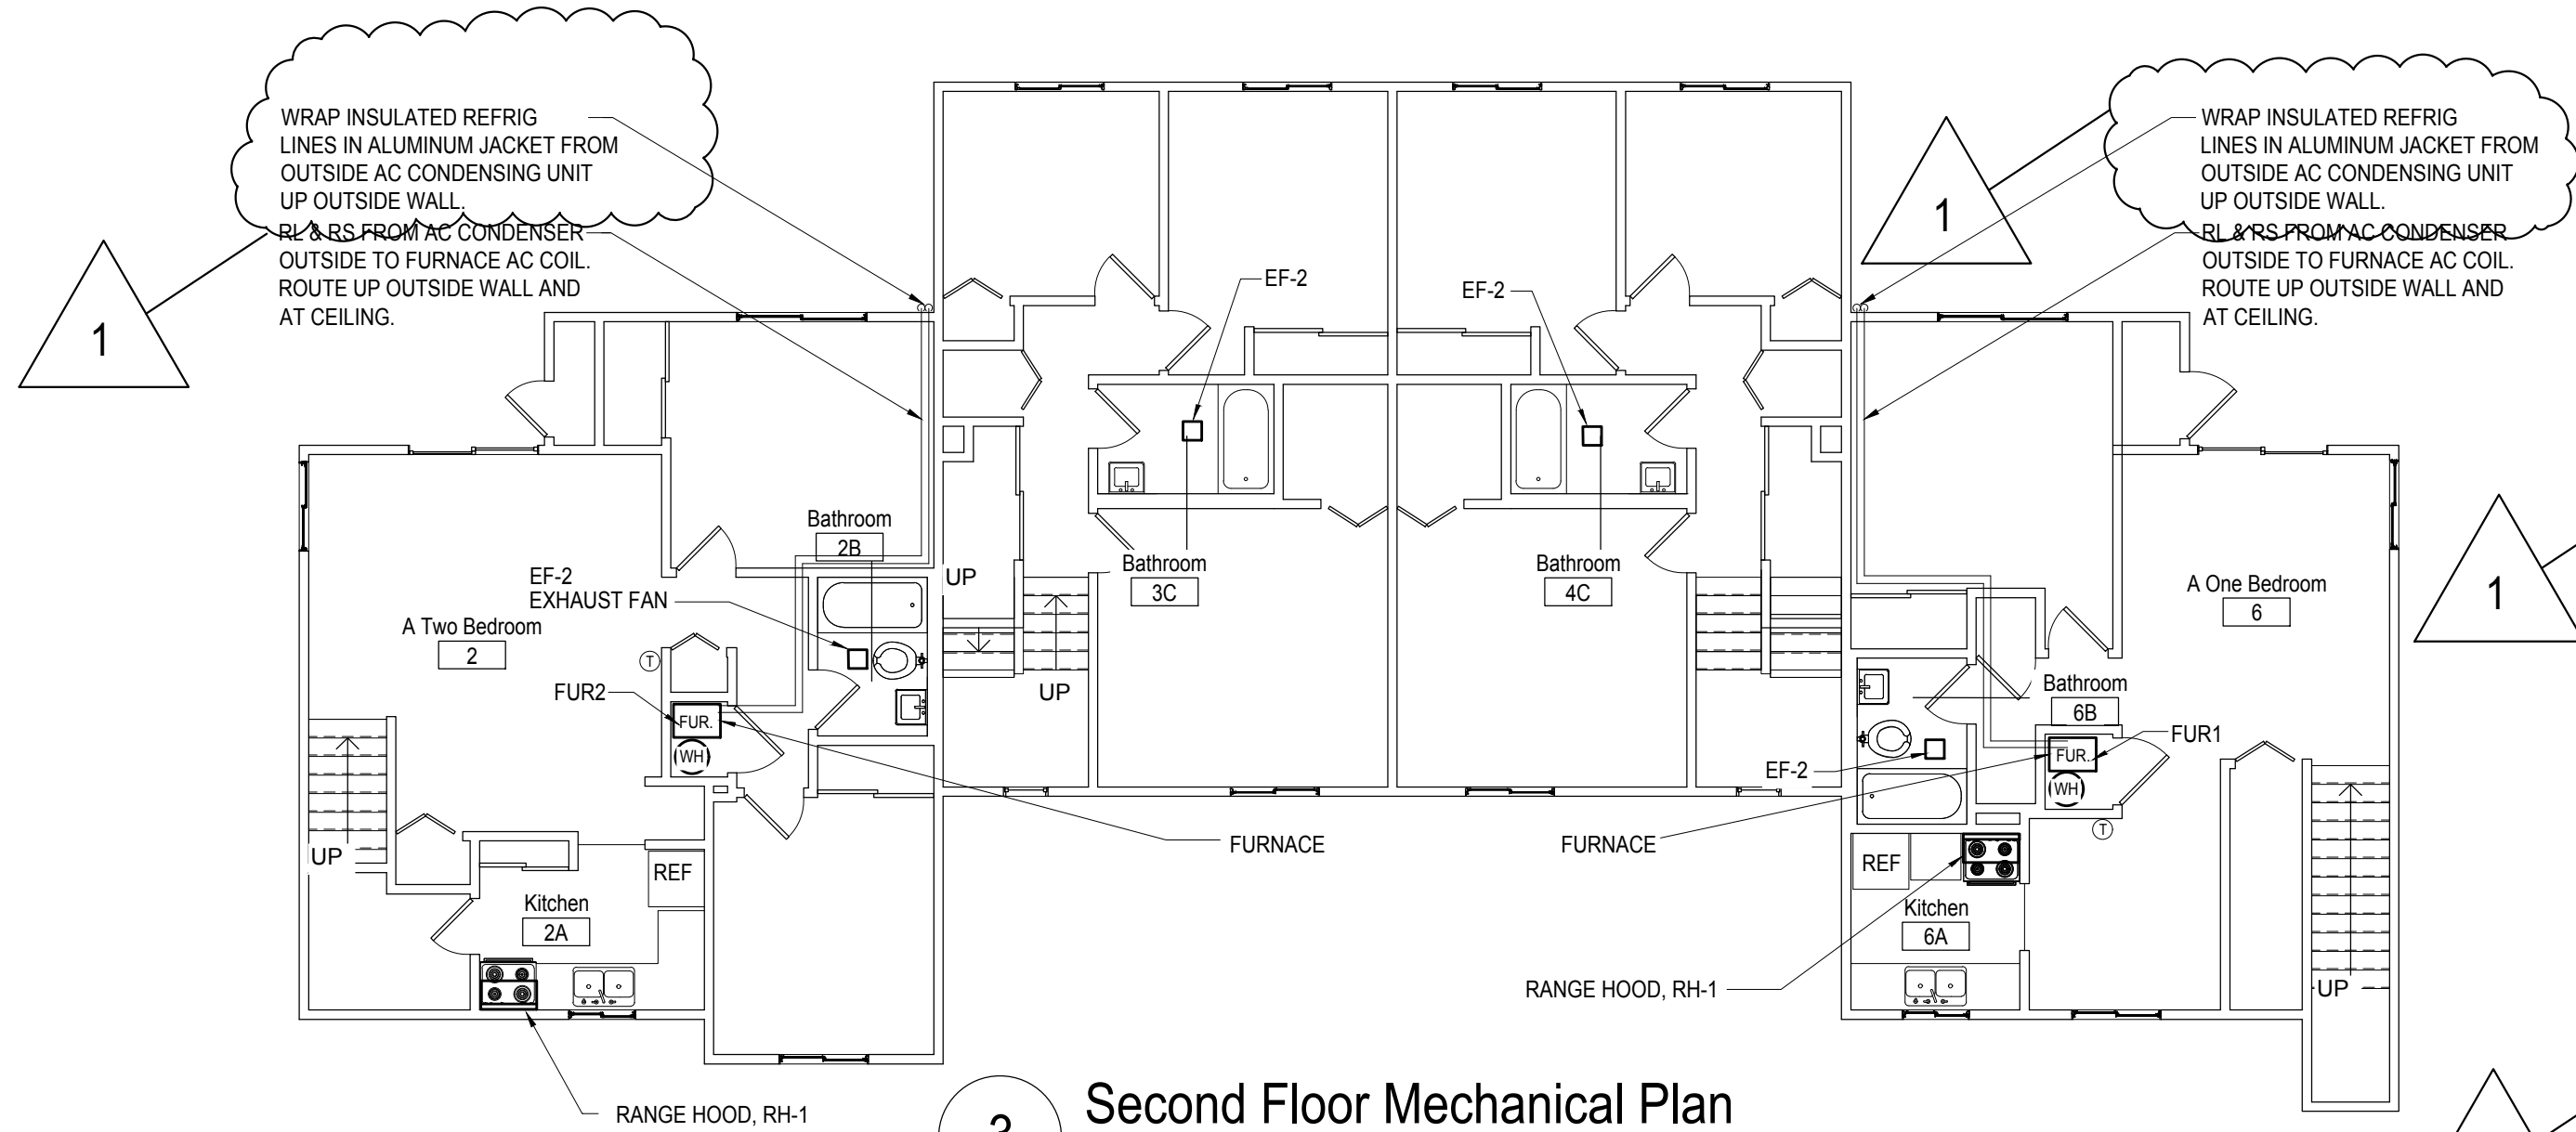 WRAP INSULATED REFRIG
LINES IN ALUMINUM JACKET FROM
OUTSIDE AC CONDENSING UNIT
UP OUTSIDE WALL.
RL & RS FROM AC CONDENSER
OUTSIDE TO FURNACE AC COIL.
ROUTE UP OUTSIDE WALL AND
AT CEILING.
1
WRAP INSULATED REFRIG
LINES IN ALUMINUM JACKET FROM
OUTSIDE AC CONDENSING UNIT
UP OUTSIDE WALL.
RL & RS FROM AC CONDENSER
OUTSIDE TO FURNACE AC COIL.
ROUTE UP OUTSIDE WALL AND
AT CEILING.
1
EF-2
EF-2
Bathroom
2B
EF-2
EXHAUST FAN
A Two Bedroom
2
T
FUR2
FUR.
WH
UP
UP
UP
Bathroom
3C
Bathroom
4C
A One Bedroom
6
1
Bathroom
6B
FUR1
FUR.
WH
T
EF-2
FURNACE
FURNACE
REF
Kitchen
2A
REF
Kitchen
6A
UP
RANGE HOOD, RH-1
RANGE HOOD, RH-1
3
Second Floor Mechanical Plan